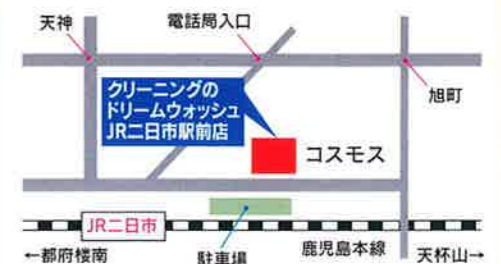 天神
電話局入口
クリーニングの
ドリームウォッシュ
JR二日市駅前店
旭町
コスモス
JR二日市
←都府楼南
駐車場
鹿児島本線
天杯山→